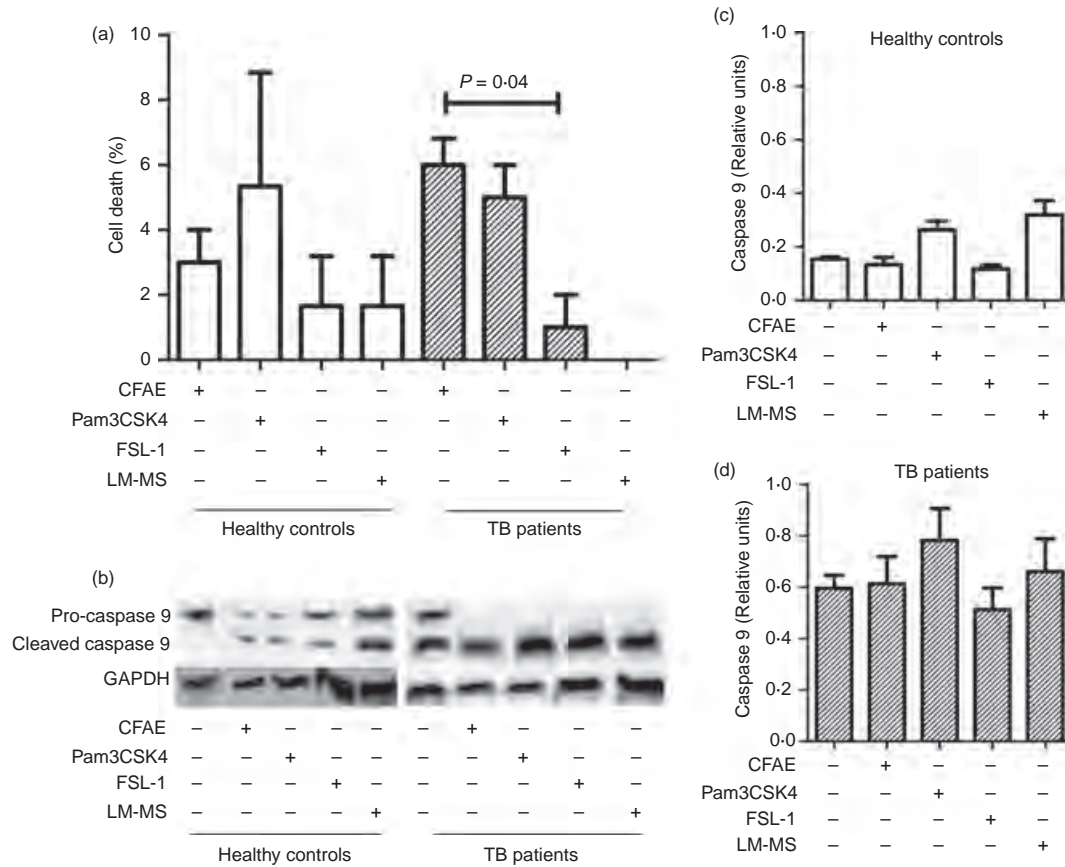 (a)
10
8
6
4
2
0
Cell death (%)
P = 0·04
CFAE + – – – + – – –
Pam3CSK4 – + – – – + – –
FSL-1 – – + – – – + –
LM-MS – – – + – – – +
Healthy controls TB patients
(b)
Pro-caspase 9
Cleaved caspase 9
GAPDH
CFAE – + – – – – + – – –
Pam3CSK4 – – + – – – – + – –
FSL-1 – – – + – – – – + –
LM-MS – – – – + – – – – +
Healthy controls TB patients
(c)
Healthy controls
1·0
0·8
0·6
0·4
0·2
0·0
Caspase 9 (Relative units)
CFAE – + – – –
Pam3CSK4 – – + – –
FSL-1 – – – + –
LM-MS – – – – +
(d)
TB patients
1·0
0·8
0·6
0·4
0·2
0·0
Caspase 9 (Relative units)
CFAE – + – – –
Pam3CSK4 – – + – –
FSL-1 – – – + –
LM-MS – – – – +